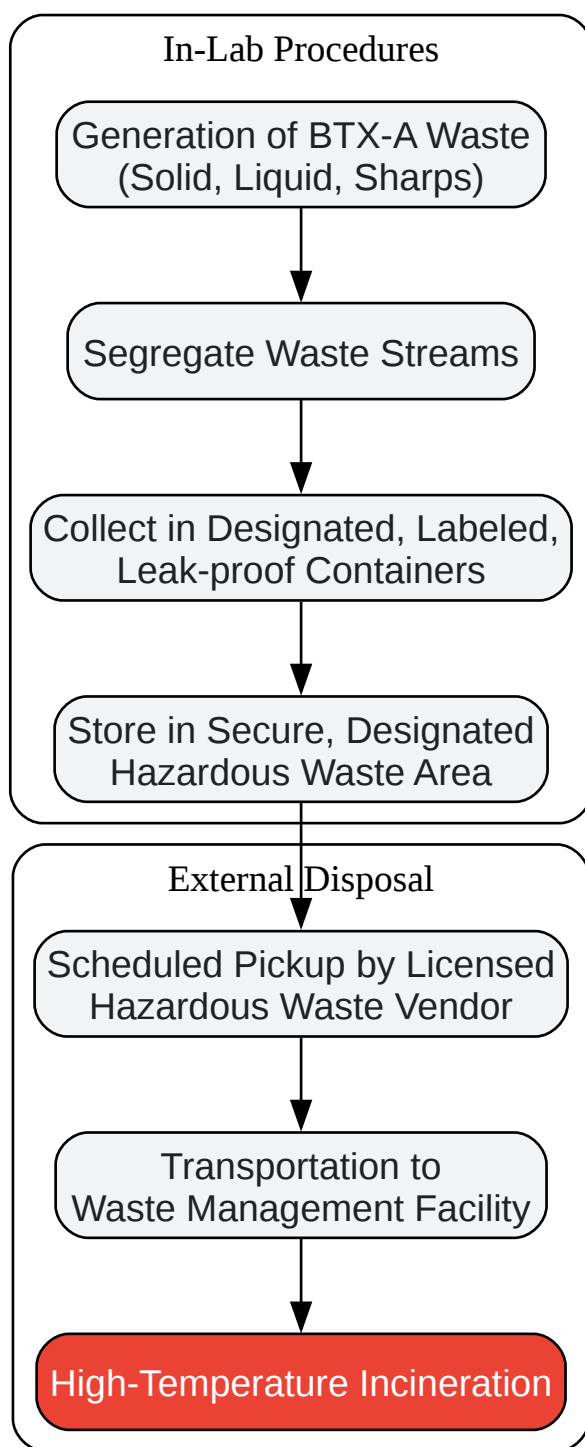 In-Lab Procedures
Generation of BTX-A Waste
(Solid, Liquid, Sharps)
Segregate Waste Streams
Collect in Designated, Labeled,
Leak-proof Containers
Store in Secure, Designated
Hazardous Waste Area
External Disposal
Scheduled Pickup by Licensed
Hazardous Waste Vendor
Transportation to
Waste Management Facility
High-Temperature Incineration